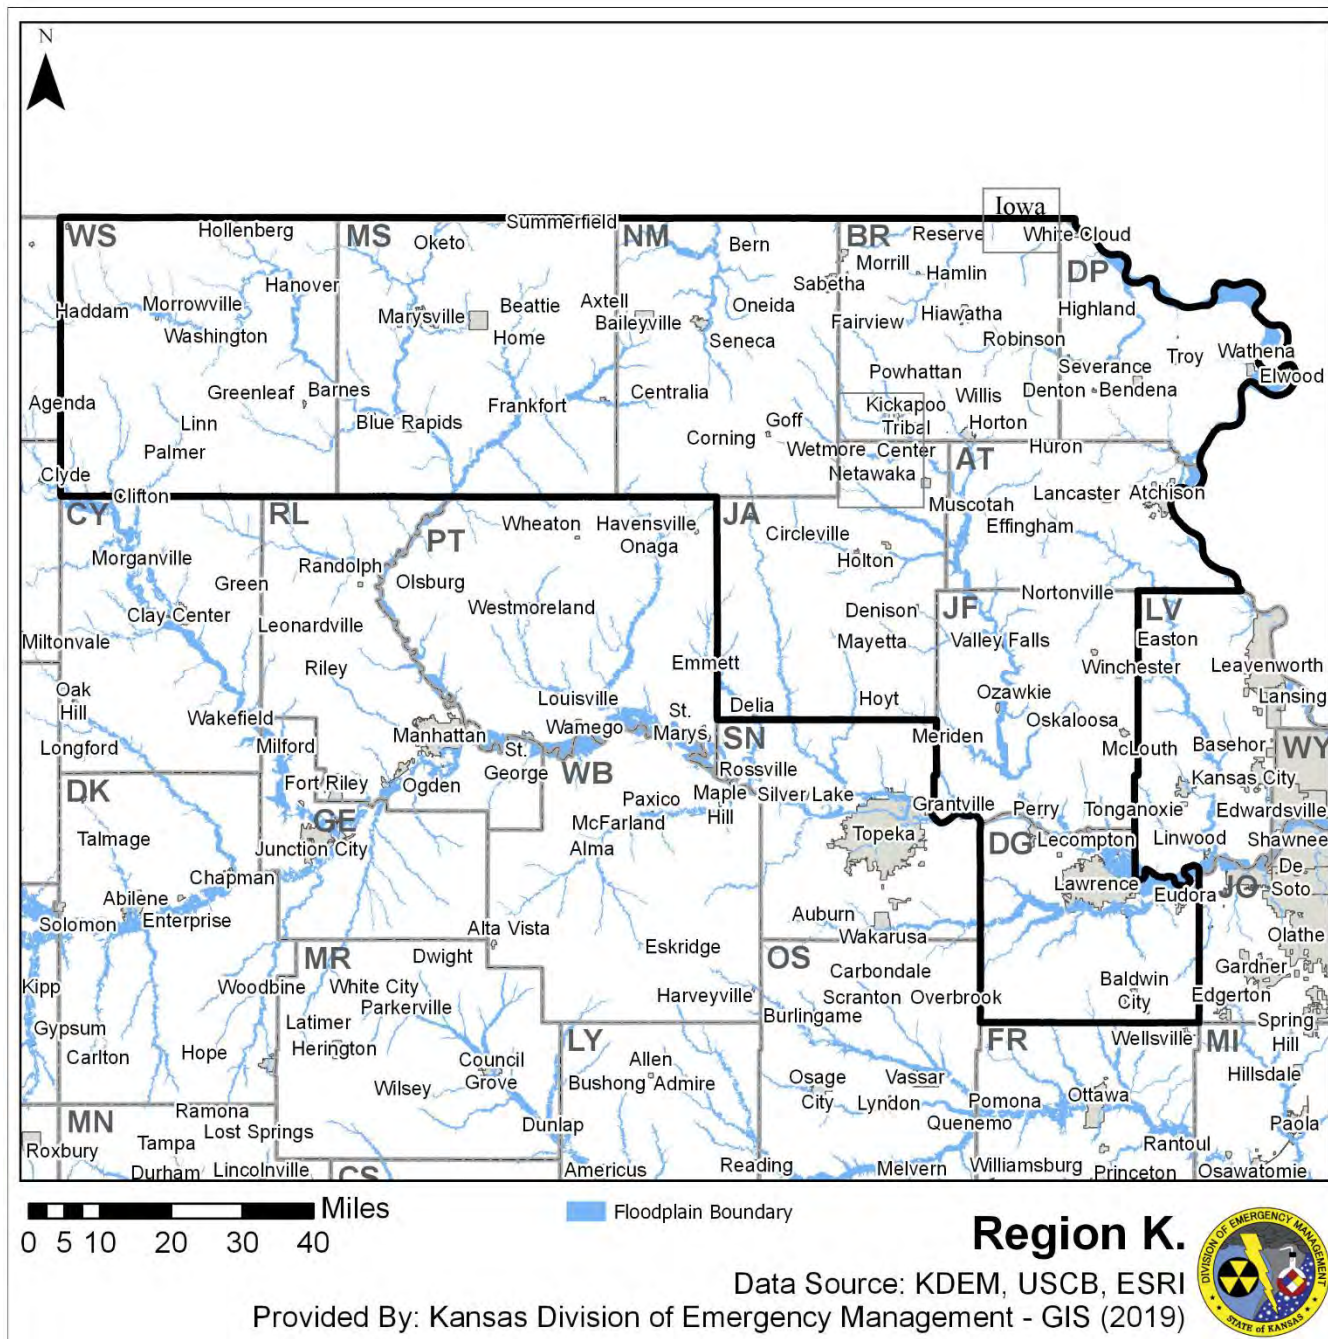 N
Iowa
WS
Hollenberg
MS
Oketo
Summerfield
NM
Bern
BR
Reserve
White Cloud
Morrill
Hamlin
DP
Sabetha
Hanover
Haddam
Morrowville
Washington
Marysville
Beattie
Home
Axtell
Baileyville
Oneida
Seneca
Fairview
Hiawatha
Highland
Robinson
Troy
Wathena
Elwood
Severance
Powhattan
Willis
Denton
Bendena
Agenda
Greenleaf
Barnes
Linn
Blue Rapids
Frankfort
Centralia
Goff
Corning
Kickapoo
Tribal
Center
Horton
Palmer
Wetmore
Netawaka
AT
Huron
Clyde
Clifton
CY
RL
PT
Wheaton
Havensville
Onaga
JA
Circleville
Muscotah
Lancaster
Atchison
Effingham
Morganville
Randolph
Olsburg
Holton
Green
Westmoreland
Denison
JF
Nortonville
LV
Clay Center
Leonardville
Mayetta
Valley Falls
Easton
Miltonvale
Riley
Emmett
Winchester
Leavenworth
Oak
Hill
Louisville
Delia
Hoyt
Ozawkie
Lansing
Wakefield
Wamego
St.
Marys
Oskaloosa
Longford
Milford
Manhattan
St.
George
SN
Meriden
McLouth
Basehor
WY
DK
Fort Riley
Ogden
WB
Rossville
Kansas City
Paxico
Maple
Hill
Silver Lake
Grantville
Perry
Tonganoxie
Edwardsville
Talmage
GE
McFarland
Topeka
DG
Lecompton
Linwood
Shawnee
Junction City
Alma
Chapman
Lawrence
Eudora
JO
De
Soto
Abilene
Solomon
Enterprise
Alta Vista
Auburn
Wakarusa
Olathe
MR
Dwight
Eskridge
OS
Carbondale
Gardner
Kipp
Woodbine
White City
Parkerville
Harveyville
Scranton
Overbrook
Baldwin
City
Edgerton
Gypsum
Latimer
Burlingame
Spring
Hill
Carlton
Hope
Herington
LY
FR
Wellsville
MI
Council
Grove
Allen
Bushong
Admire
Wilsey
Osage
City
Vassar
Lyndon
Pomona
Ottawa
Hillsdale
MN
Ramona
Lost Springs
Dunlap
Quenemo
Paola
Roxbury
Tampa
Rantoul
Durham
Lincolnville
CS
Americus
Reading
Melvern
Williamsburg
Princeton
Osawatomie
Miles
0 5 10 20 30 40
Floodplain Boundary
Region K.
Data Source: KDEM, USCB, ESRI
Provided By: Kansas Division of Emergency Management - GIS (2019)
DIVISION OF EMERGENCY MANAGEMENT
STATE of KANSAS